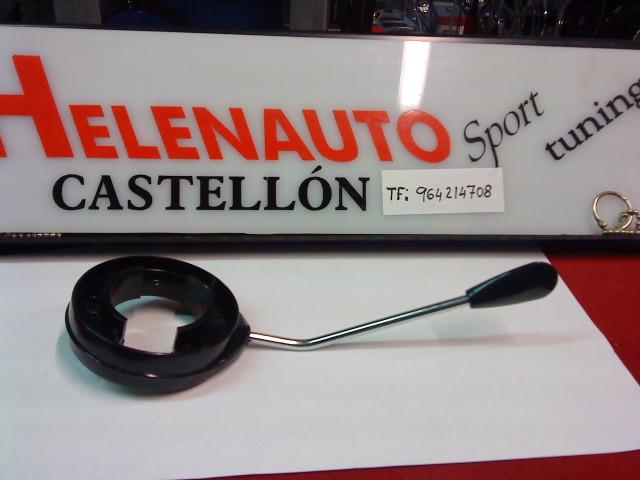 HELENAUTO Sport tuning
CASTELLÓN TF: 964214708